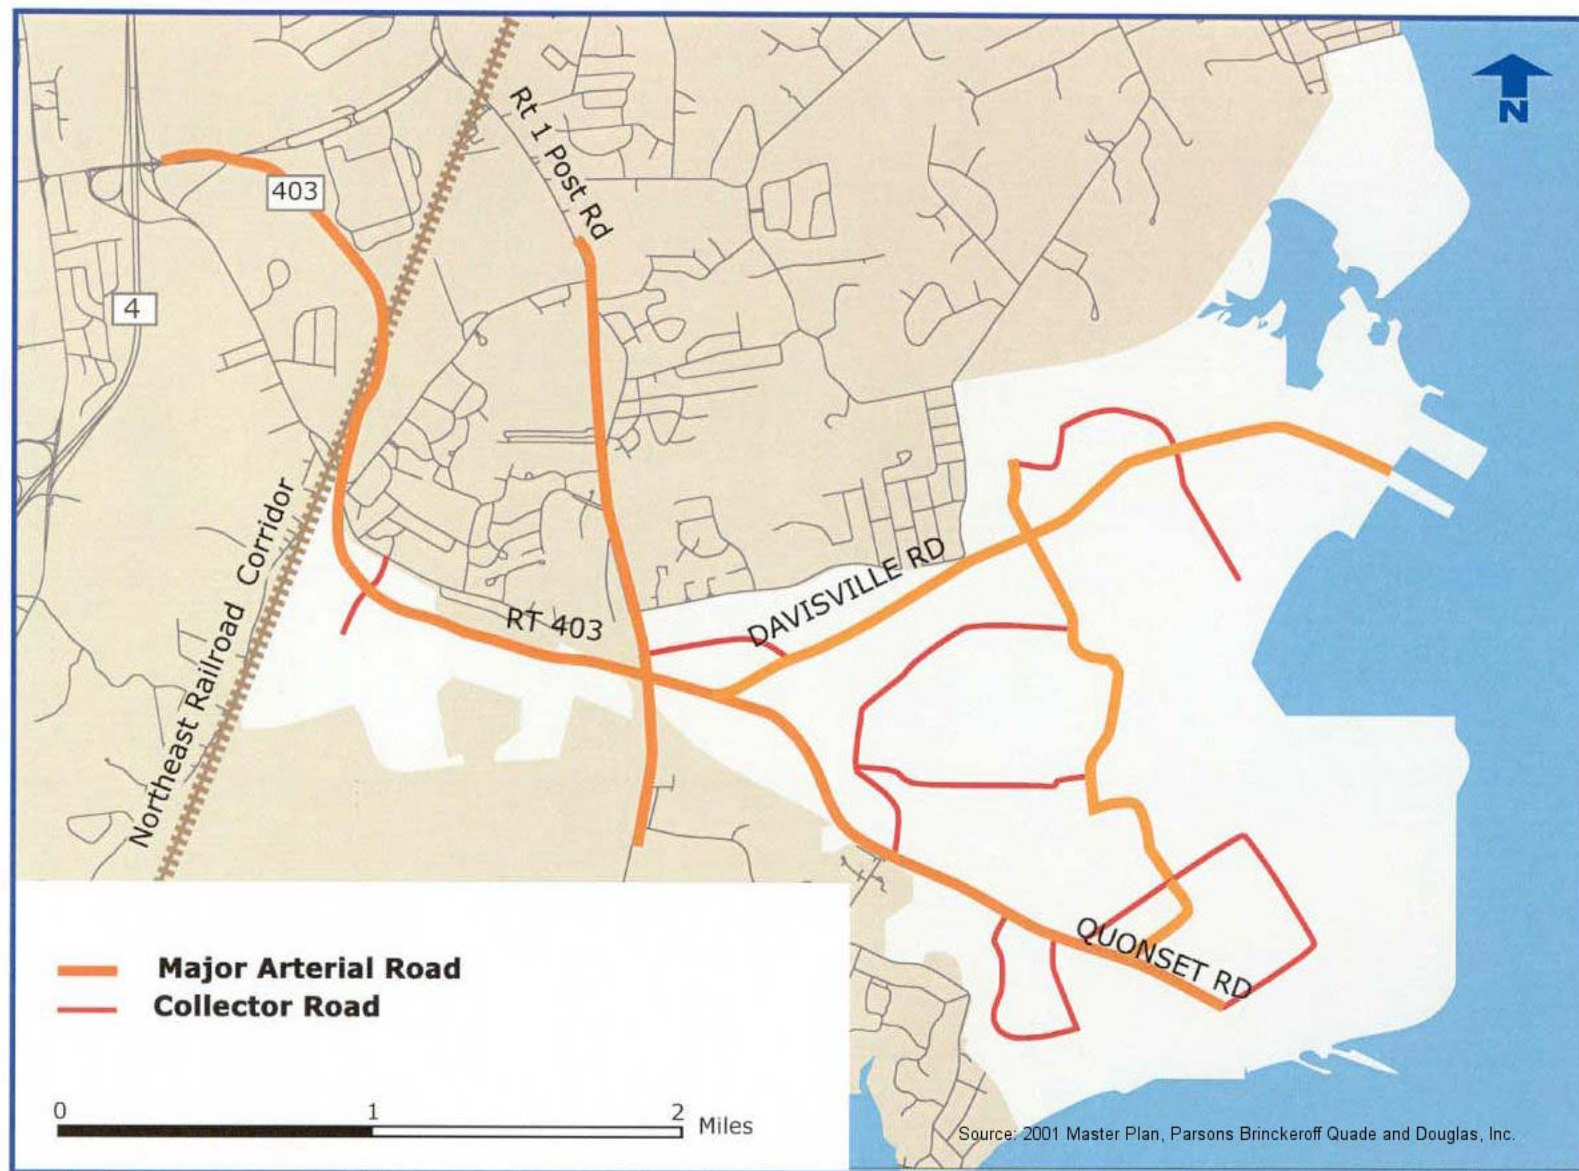 N
Rt 1 Post Rd
403
4
Northeast Railroad Corridor
RT 403
DAVISVILLE RD
QUONSET RD
Major Arterial Road
Collector Road
0 1 2 Miles
Source: 2001 Master Plan, Parsons Brinckeroff Quade and Douglas, Inc.